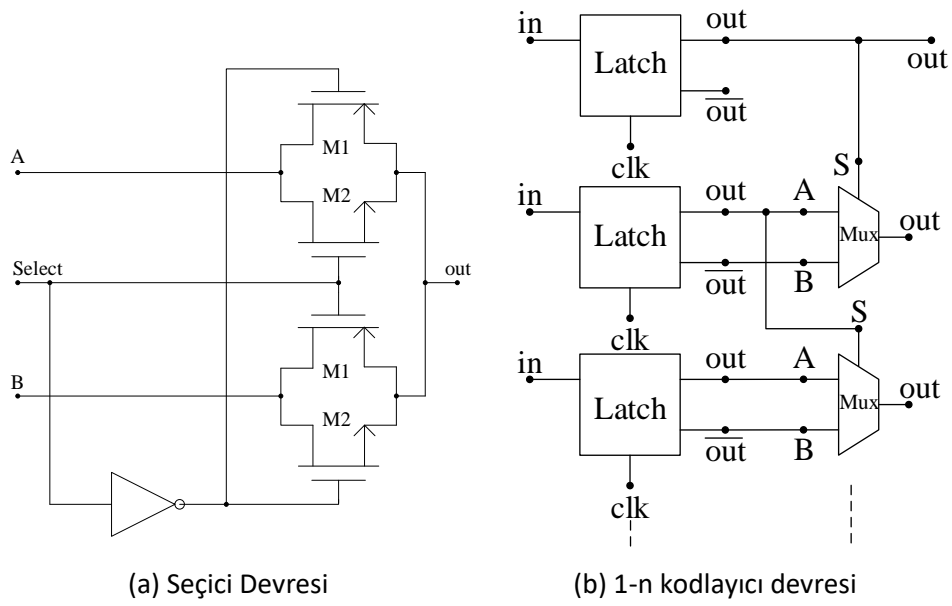 A
Select
B
M1
M2
M1
M2
out
(a) Seçici Devresi
in
Latch
out
out
clk
out
S
in
Latch
out
out
clk
A
B
Mux
out
S
in
Latch
out
out
clk
A
B
Mux
out
(b) 1-n kodlayıcı devresi